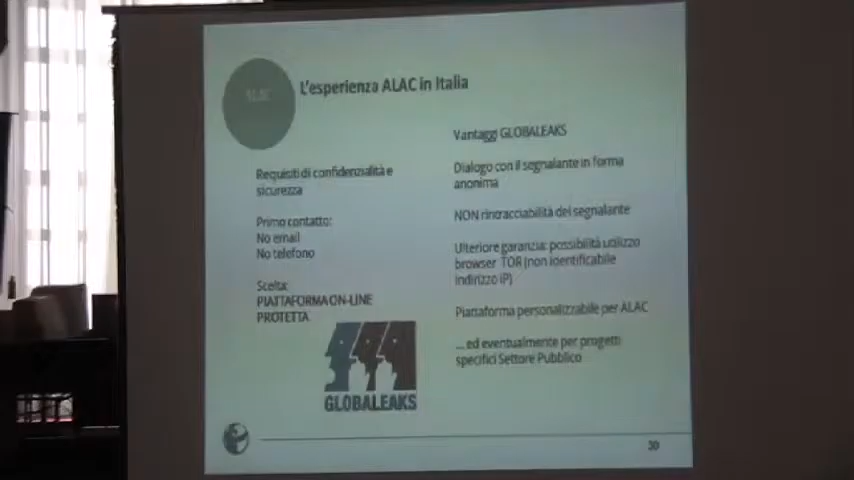 ALAC
L'esperienza ALAC in Italia
Requisiti di confidenzialità e
sicurezza
Primo contatto:
No email
No telefono
Scelta:
PIATTAFORMA ON-LINE
PROTETTA
GLOBALEAKS
Vantaggi GLOBALEAKS
Dialogo con il segnalante in forma
anonima
NON rintracciabilità del segnalante
Ulteriore garanzia: possibilità utilizzo
browser TOR (non identificabile
indirizzo IP)
Piattaforma personalizzabile per ALAC
... ed eventualmente per progetti
specifici Settore Pubblico
30